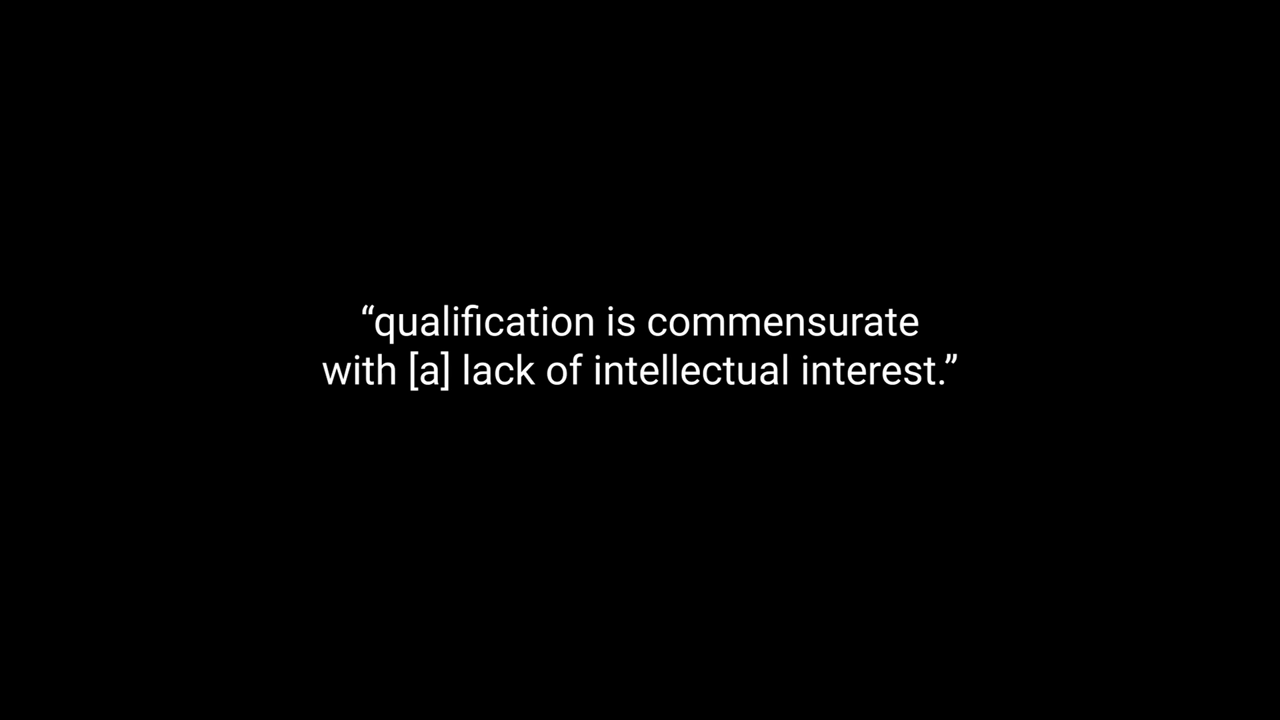 “qualification is commensurate
with [a] lack of intellectual interest.”